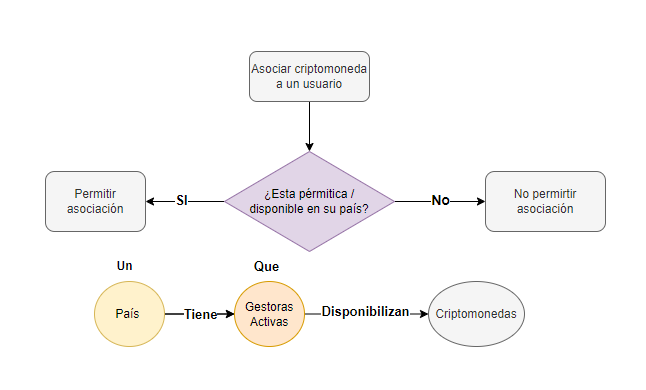 Asociar criptomoneda
a un usuario
¿Esta pérmitica /
disponible en su país?
SI
No
Permitir
asociación
No permirtir
asociación
Un
Que
País
Tiene
Gestoras
Activas
Disponibilizan
Criptomonedas